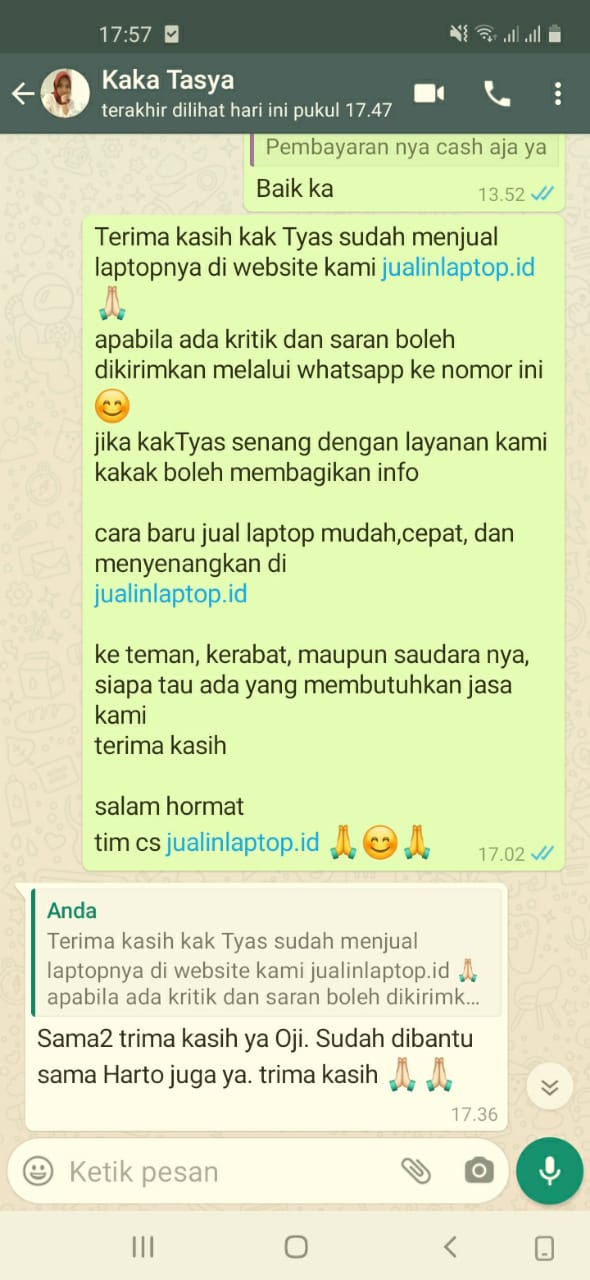 17:57
Kaka Tasya
terakhir dilihat hari ini pukul 17.47
Pembayaran nya cash aja ya
Baik ka
13.52
Terima kasih kak Tyas sudah menjual
laptopnya di website kami jualinlaptop.id
🙏🏻
apabila ada kritik dan saran boleh
dikirimkan melalui whatsapp ke nomor ini
😊
jika kakTyas senang dengan layanan kami
kakak boleh membagikan info
cara baru jual laptop mudah,cepat, dan
menyenangkan di
jualinlaptop.id
ke teman, kerabat, maupun saudara nya,
siapa tau ada yang membutuhkan jasa
kami
terima kasih
salam hormat
tim cs jualinlaptop.id 🙏😊🙏
17.02
Anda
Terima kasih kak Tyas sudah menjual
laptopnya di website kami jualinlaptop.id 🙏🏻
apabila ada kritik dan saran boleh dikirimk...
Sama2 trima kasih ya Oji. Sudah dibantu
sama Harto juga ya. trima kasih 🙏🏻 🙏🏻
17.36
Ketik pesan